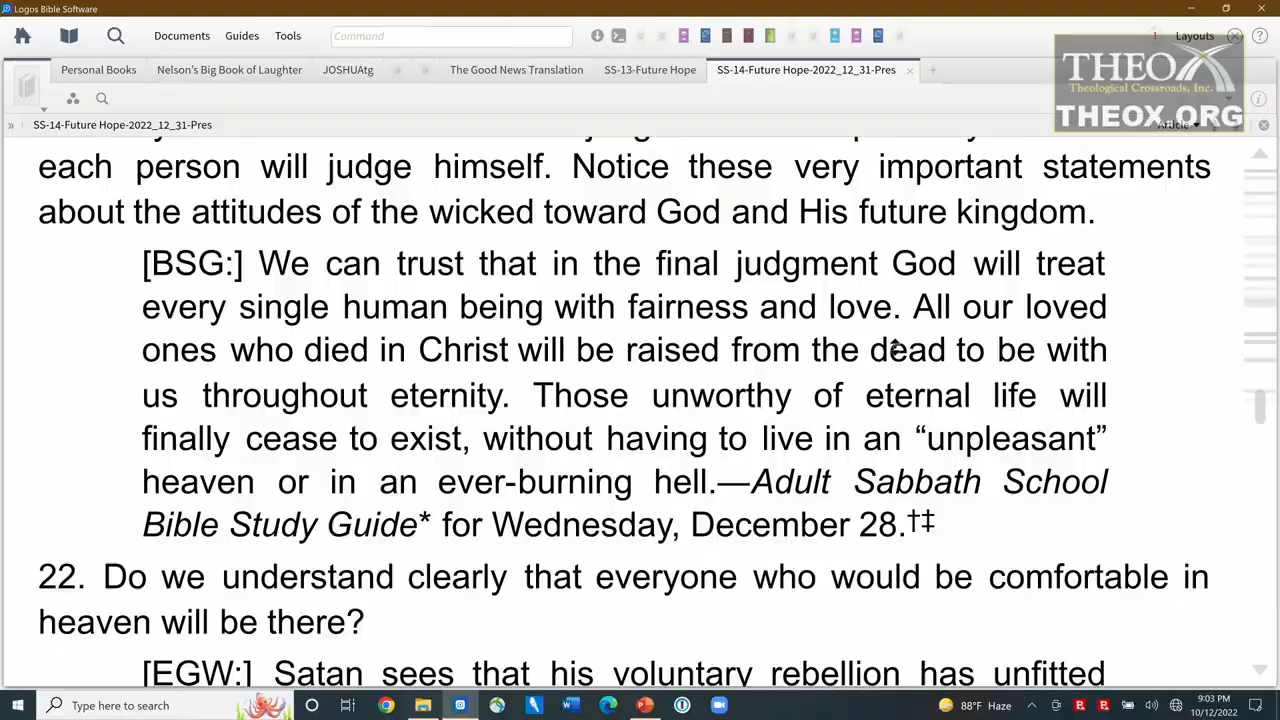 Logos Bible Software
Documents Guides Tools Command Layouts
Personal Books Nelson's Big Book of Laughter JOSHUAtg The Good News Translation SS-13-Future Hope SS-14-Future Hope-2022_12_31-Pres
THEOX
Theological Crossroads, Inc.
THEOX.ORG
SS-14-Future Hope-2022_12_31-Pres Article
each person will judge himself. Notice these very important statements
about the attitudes of the wicked toward God and His future kingdom.
[BSG:] We can trust that in the final judgment God will treat
every single human being with fairness and love. All our loved
ones who died in Christ will be raised from the dead to be with
us throughout eternity. Those unworthy of eternal life will
finally cease to exist, without having to live in an “unpleasant”
heaven or in an ever-burning hell.—Adult Sabbath School
Bible Study Guide* for Wednesday, December 28.†‡
22. Do we understand clearly that everyone who would be comfortable in
heaven will be there?
[EGW:] Satan sees that his voluntary rebellion has unfitted
Type here to search
88°F Haze
9:03 PM
10/12/2022